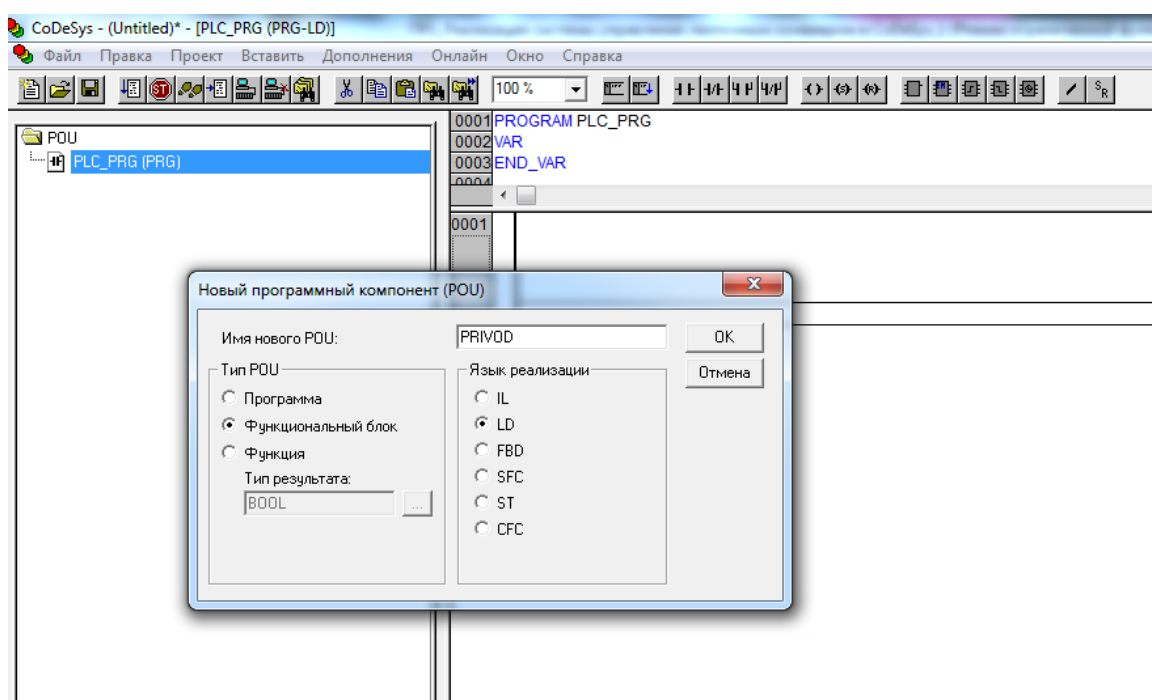 CoDeSys - (Untitled)* - [PLC_PRG (PRG-LD)]
Файл Правка Проект Вставить Дополнения Онлайн Окно Справка
STOP 100 % S R
POU
PLC_PRG (PRG)
0001 PROGRAM PLC_PRG
0002 VAR
0003 END_VAR
0004
0001
Новый программный компонент (POU)
Имя нового POU: PRIVOD OK
Отмена
Тип POU
Программа
Функциональный блок
Функция
Тип результата:
BOOL ...
Язык реализации
IL
LD
FBD
SFC
ST
CFC